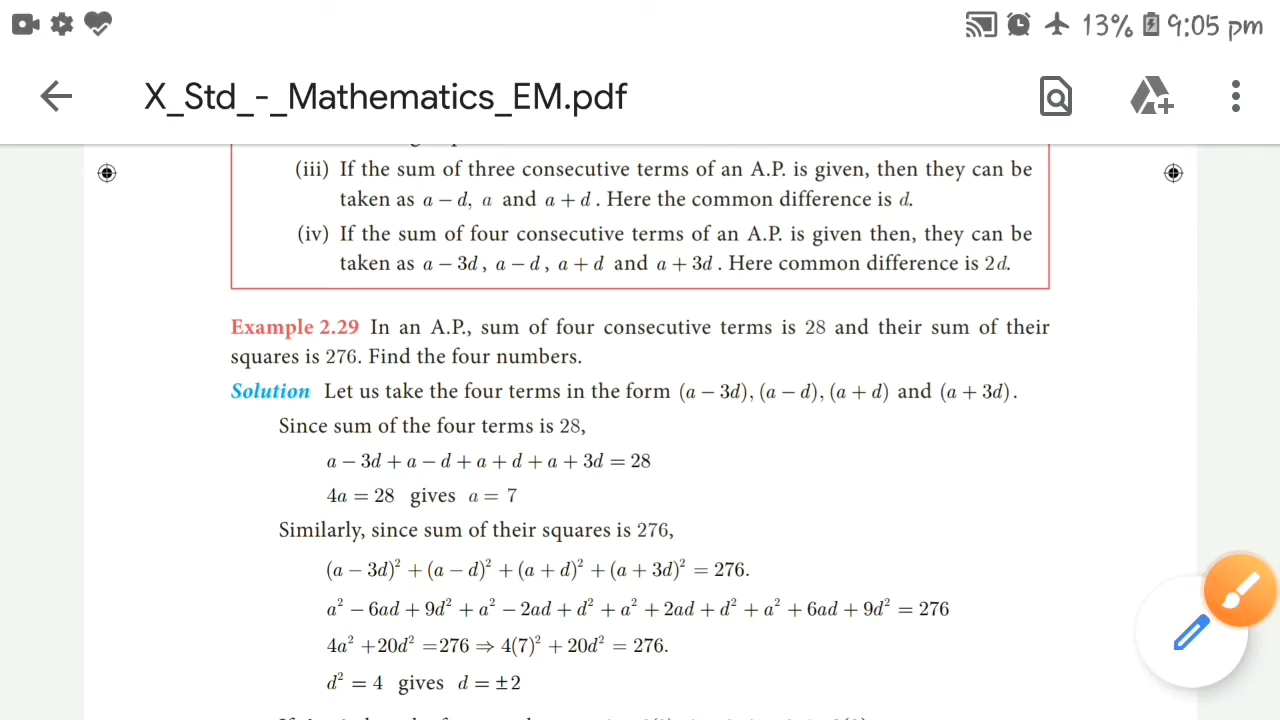 13% 9:05 pm
X_Std_-_Mathematics_EM.pdf
(iii) If the sum of three consecutive terms of an A.P. is given, then they can be
taken as a − d, a and a + d . Here the common difference is d.
(iv) If the sum of four consecutive terms of an A.P. is given then, they can be
taken as a − 3d , a − d , a + d and a + 3d . Here common difference is 2d.
Example 2.29 In an A.P., sum of four consecutive terms is 28 and their sum of their
squares is 276. Find the four numbers.
Solution Let us take the four terms in the form (a − 3d), (a − d), (a + d) and (a + 3d).
Since sum of the four terms is 28,
a − 3d + a − d + a + d + a + 3d = 28
4a = 28 gives a = 7
Similarly, since sum of their squares is 276,
(a − 3d)² + (a − d)² + (a + d)² + (a + 3d)² = 276.
a² − 6ad + 9d² + a² − 2ad + d² + a² + 2ad + d² + a² + 6ad + 9d² = 276
4a² +20d² =276 ⇒ 4(7)² + 20d² = 276.
d² = 4 gives d = ±2